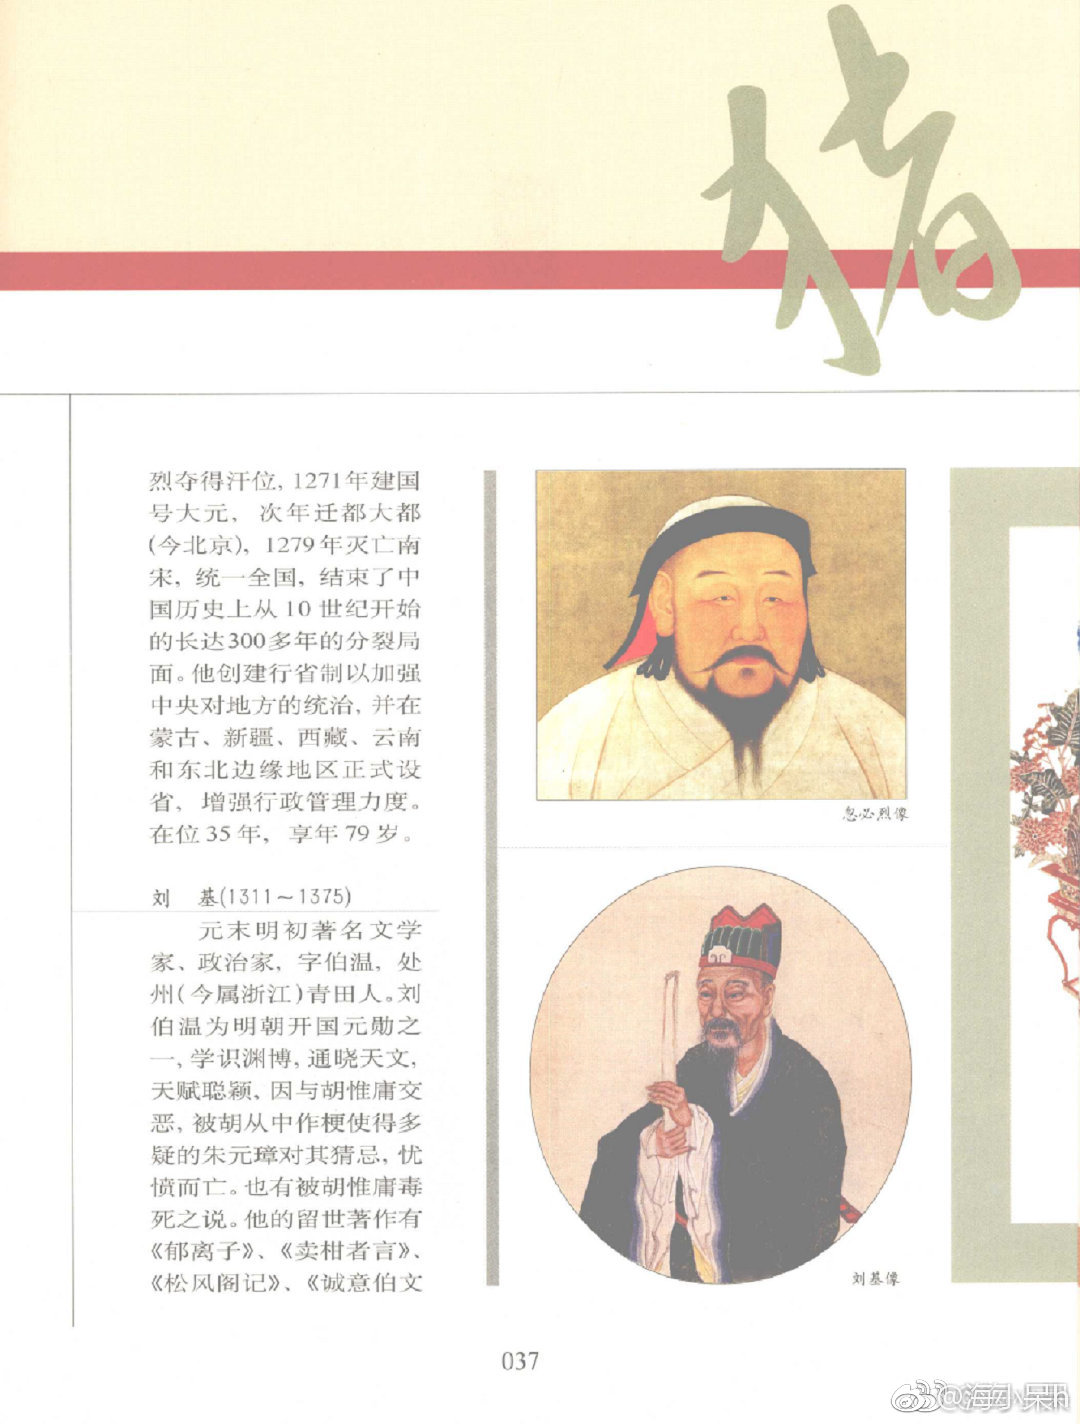 猪
烈夺得汗位, 1271年建国
号大元, 次年迁都大都
(今北京), 1279年灭亡南
宋, 统一全国, 结束了中
国历史上从10世纪开始
的长达300多年的分裂局
面。他创建行省制以加强
中央对地方的统治, 并在
蒙古、新疆、西藏、云南
和东北边缘地区正式设
省, 增强行政管理力度。
在位35年, 享年79岁。
刘 基(1311~1375)
元末明初著名文学
家、政治家, 字伯温, 处
州(今属浙江)青田人。刘
伯温为明朝开国元勋之
一, 学识渊博, 通晓天文,
天赋聪颖, 因与胡惟庸交
恶, 被胡从中作梗使得多
疑的朱元璋对其猜忌, 忧
愤而亡。也有被胡惟庸毒
死之说。他的留世著作有
《郁离子》、《卖柑者言》、
《松风阁记》、《诚意伯文
忽必烈像
刘基像
037